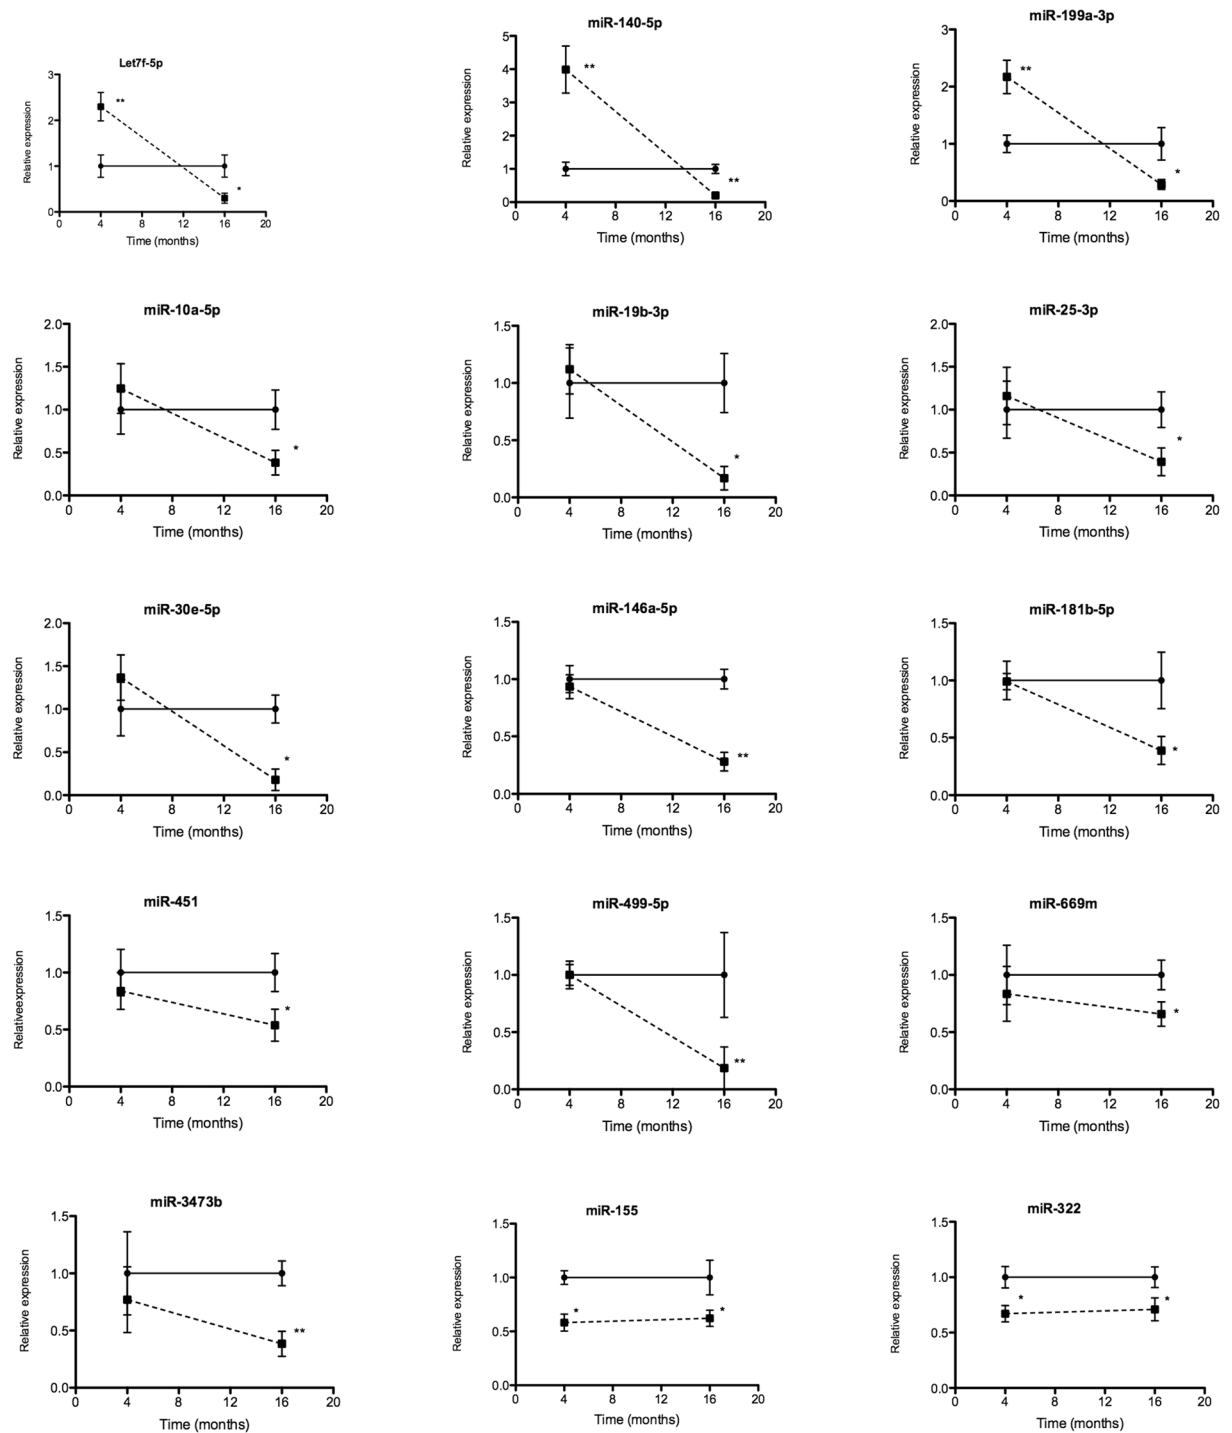 Let7f-5p
Relative expression
3
2
1
0
**
*
0 4 8 12 16 20
Time (months)
miR-140-5p
Relative expression
5
4
3
2
1
0
**
**
0 4 8 12 16 20
Time (months)
miR-199a-3p
Relative expression
3
2
1
0
**
*
0 4 8 12 16 20
Time (months)
miR-10a-5p
Relative expression
2.0
1.5
1.0
0.5
0.0
*
0 4 8 12 16 20
Time (months)
miR-19b-3p
Relative expression
1.5
1.0
0.5
0.0
*
0 4 8 12 16 20
Time (months)
miR-25-3p
Relative expression
2.0
1.5
1.0
0.5
0.0
*
0 4 8 12 16 20
Time (months)
miR-30e-5p
Relative expression
2.0
1.5
1.0
0.5
0.0
*
0 4 8 12 16 20
Time (months)
miR-146a-5p
Relative expression
1.5
1.0
0.5
0.0
**
0 4 8 12 16 20
Time (months)
miR-181b-5p
Relative expression
1.5
1.0
0.5
0.0
*
0 4 8 12 16 20
Time (months)
miR-451
Relativeexpression
1.5
1.0
0.5
0.0
*
0 4 8 12 16 20
Time (months)
miR-499-5p
Relative expression
1.5
1.0
0.5
0.0
**
0 4 8 12 16 20
Time (months)
miR-669m
Relative expression
1.5
1.0
0.5
0.0
*
0 4 8 12 16 20
Time (months)
miR-3473b
Relative expression
1.5
1.0
0.5
0.0
**
0 4 8 12 16 20
Time (months)
miR-155
Relative expression
1.5
1.0
0.5
0.0
*
*
0 4 8 12 16 20
Time (months)
miR-322
Relative expression
1.5
1.0
0.5
0.0
*
*
0 4 8 12 16 20
Time (months)